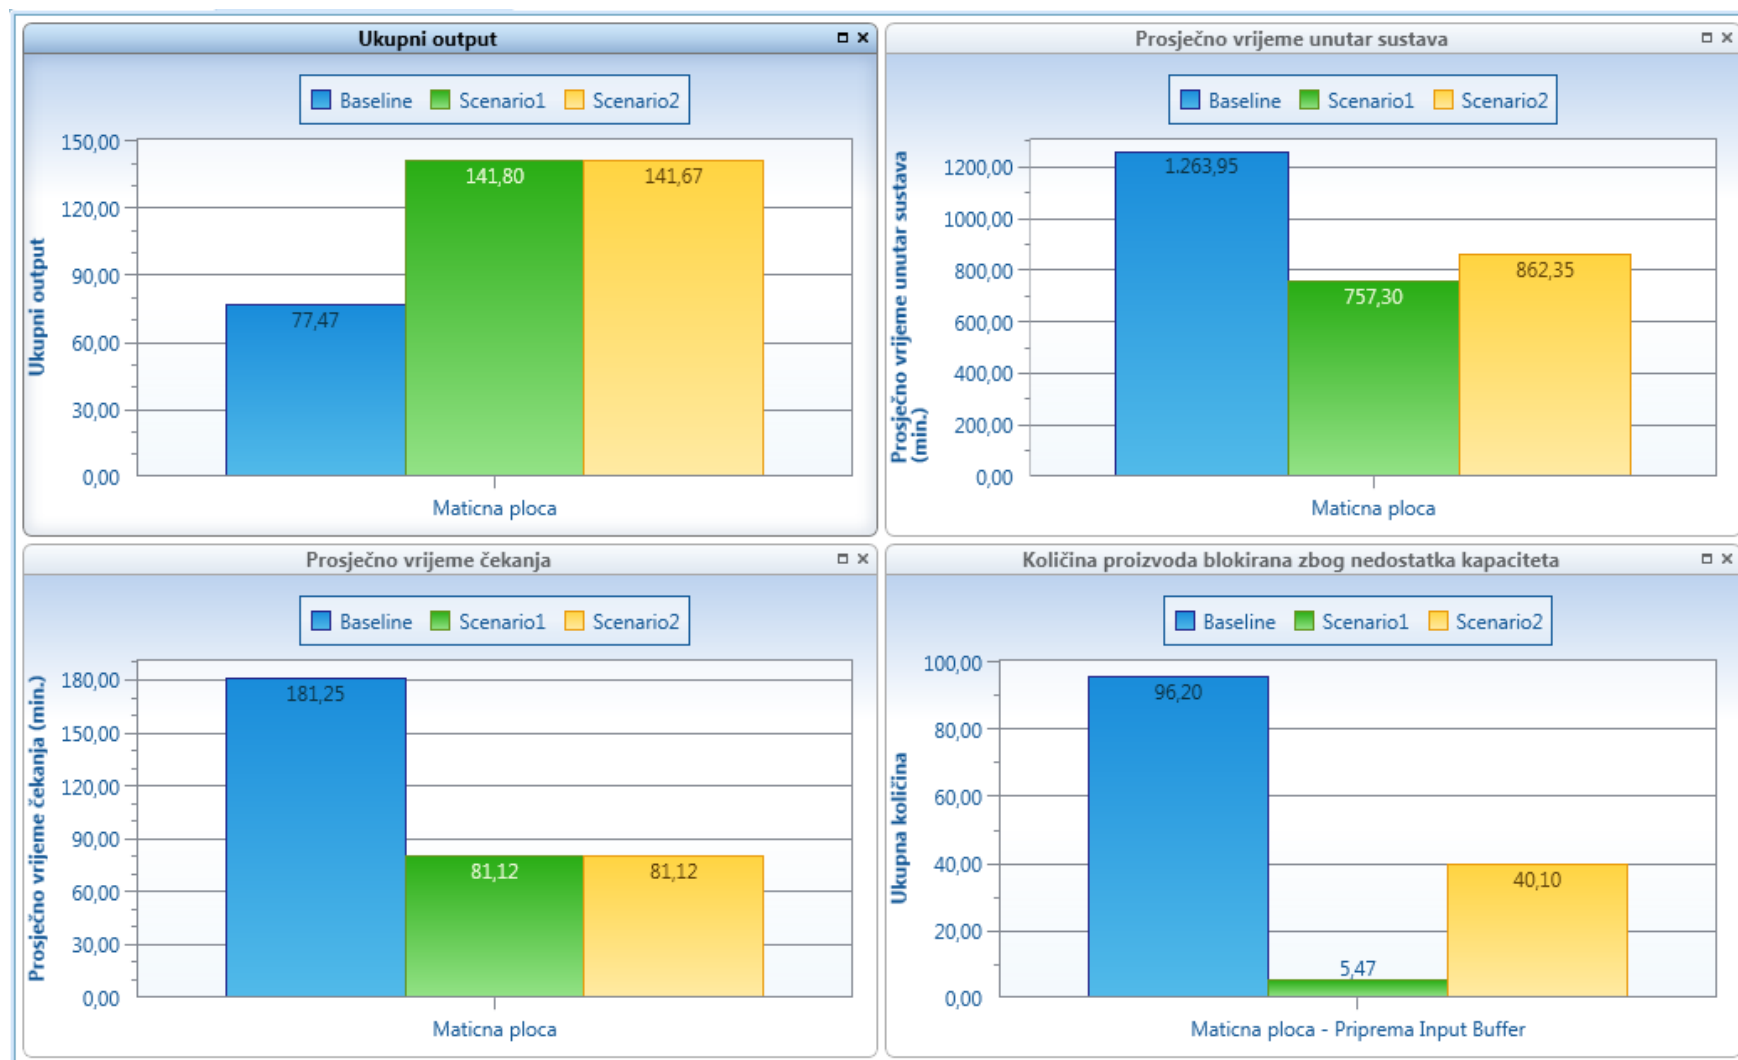 Ukupni output
Baseline Scenario1 Scenario2
150,00
120,00
90,00
60,00
30,00
0,00
Ukupni output
77,47
141,80
141,67
Maticna ploca
Prosječno vrijeme unutar sustava
Baseline Scenario1 Scenario2
1200,00
1000,00
800,00
600,00
400,00
200,00
0,00
Prosječno vrijeme unutar sustava
(min.)
1.263,95
757,30
862,35
Maticna ploca
Prosječno vrijeme čekanja
Baseline Scenario1 Scenario2
180,00
150,00
120,00
90,00
60,00
30,00
0,00
Prosječno vrijeme čekanja (min.)
181,25
81,12
81,12
Maticna ploca
Količina proizvoda blokirana zbog nedostatka kapaciteta
Baseline Scenario1 Scenario2
100,00
80,00
60,00
40,00
20,00
0,00
Ukupna količina
96,20
5,47
40,10
Maticna ploca - Priprema Input Buffer